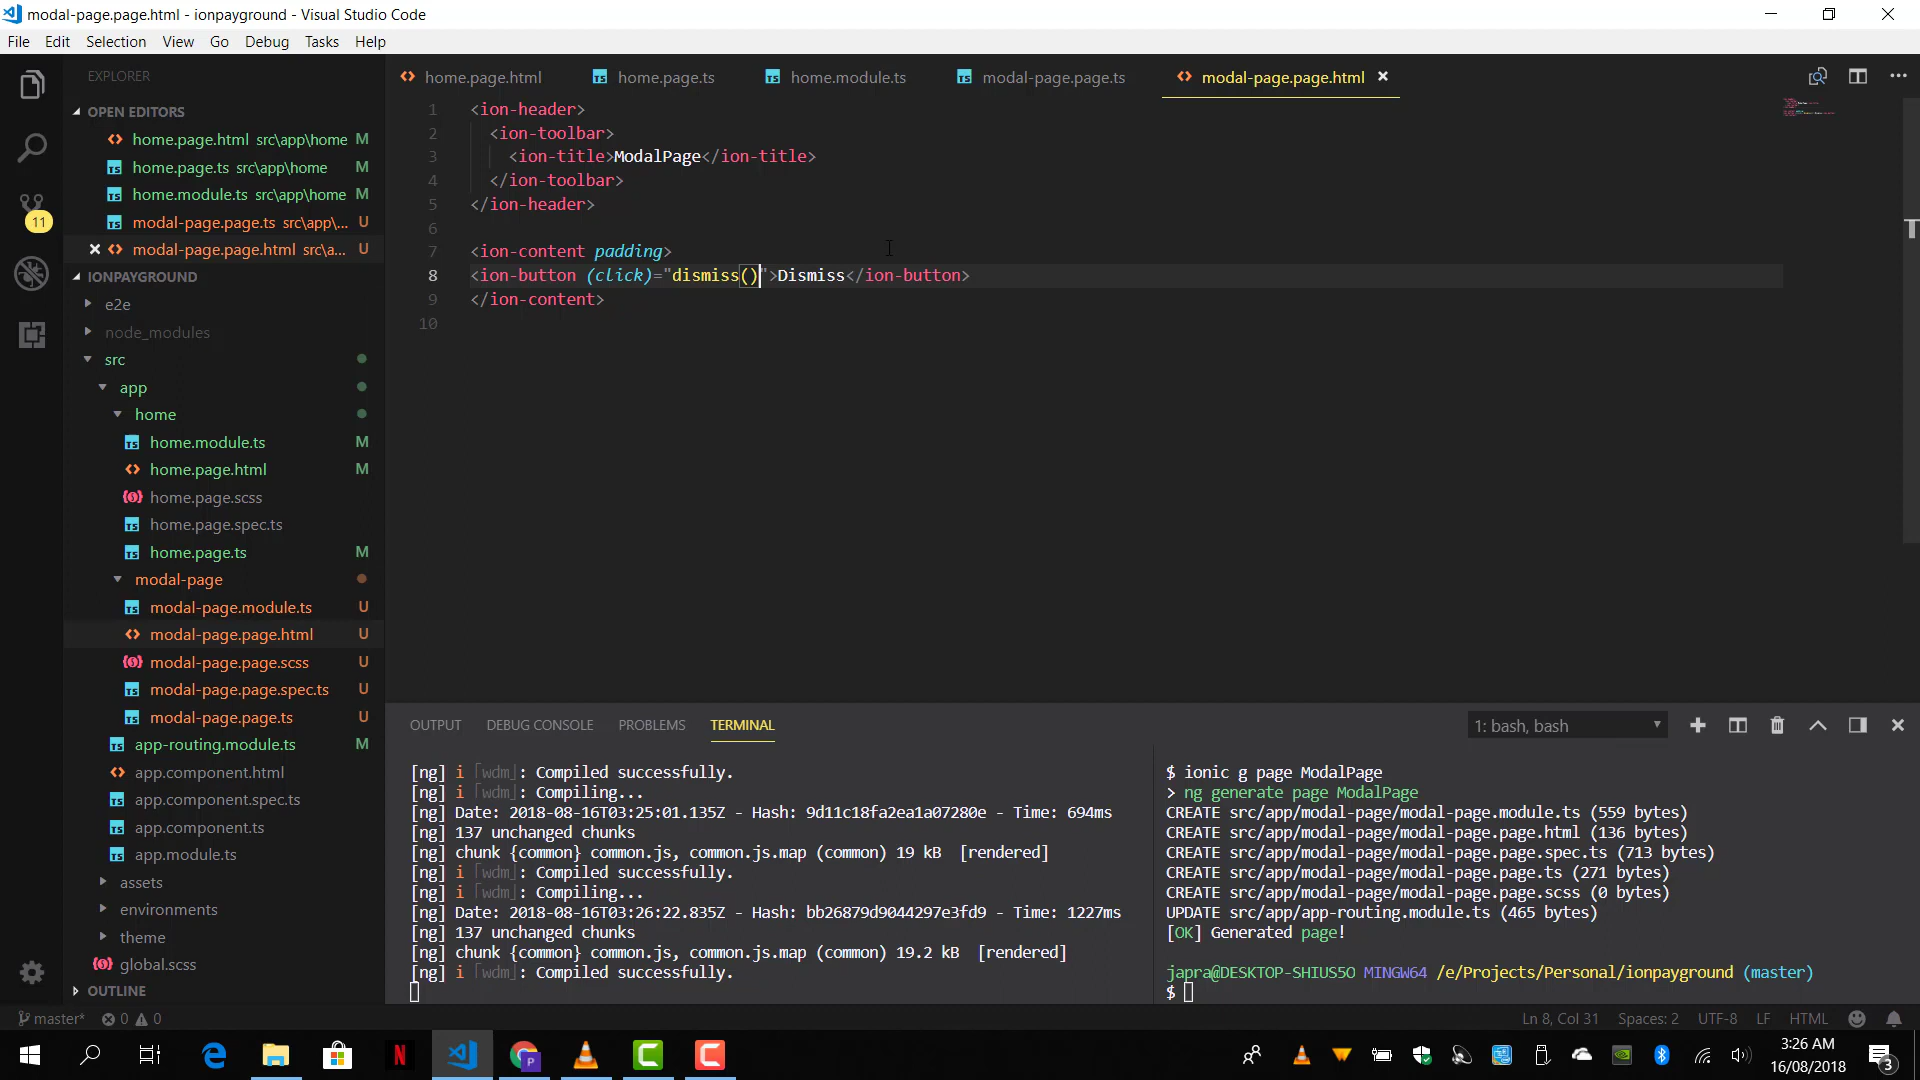 modal-page.page.html - ionpayground - Visual Studio Code
File Edit Selection View Go Debug Tasks Help
EXPLORER
OPEN EDITORS
home.page.html src\app\home M
home.page.ts src\app\home M
home.module.ts src\app\home M
modal-page.page.ts src\app\... U
modal-page.page.html src\a... U
11
IONPAYGROUND
e2e
node_modules
src
app
home
home.module.ts M
home.page.html M
home.page.scss
home.page.spec.ts
home.page.ts M
modal-page
modal-page.module.ts U
modal-page.page.html U
modal-page.page.scss U
modal-page.page.spec.ts U
modal-page.page.ts U
app-routing.module.ts M
app.component.html
app.component.spec.ts
app.component.ts
app.module.ts
assets
environments
theme
global.scss
OUTLINE
home.page.html home.page.ts home.module.ts modal-page.page.ts modal-page.page.html
1 <ion-header>
2 <ion-toolbar>
3 <ion-title>ModalPage</ion-title>
4 </ion-toolbar>
5 </ion-header>
6
7 <ion-content padding>
8 <ion-button (click)="dismiss()">Dismiss</ion-button>
9 </ion-content>
10
OUTPUT DEBUG CONSOLE PROBLEMS TERMINAL
1: bash, bash
[ng] i ｢wdm｣: Compiled successfully.
[ng] i ｢wdm｣: Compiling...
[ng] Date: 2018-08-16T03:25:01.135Z - Hash: 9d11c18fa2ea1a07280e - Time: 694ms
[ng] 137 unchanged chunks
[ng] chunk {common} common.js, common.js.map (common) 19 kB [rendered]
[ng] i ｢wdm｣: Compiled successfully.
[ng] i ｢wdm｣: Compiling...
[ng] Date: 2018-08-16T03:26:22.835Z - Hash: bb26879d9044297e3fd9 - Time: 1227ms
[ng] 137 unchanged chunks
[ng] chunk {common} common.js, common.js.map (common) 19.2 kB [rendered]
[ng] i ｢wdm｣: Compiled successfully.
$ ionic g page ModalPage
> ng generate page ModalPage
CREATE src/app/modal-page/modal-page.module.ts (559 bytes)
CREATE src/app/modal-page/modal-page.page.html (136 bytes)
CREATE src/app/modal-page/modal-page.page.spec.ts (713 bytes)
CREATE src/app/modal-page/modal-page.page.ts (271 bytes)
CREATE src/app/modal-page/modal-page.page.scss (0 bytes)
UPDATE src/app/app-routing.module.ts (465 bytes)
[OK] Generated page!
japra@DESKTOP-SHIUS5O MINGW64 /e/Projects/Personal/ionpayground (master)
$
master* 0 0
Ln 8, Col 31 Spaces: 2 UTF-8 LF HTML
3:26 AM
16/08/2018
3